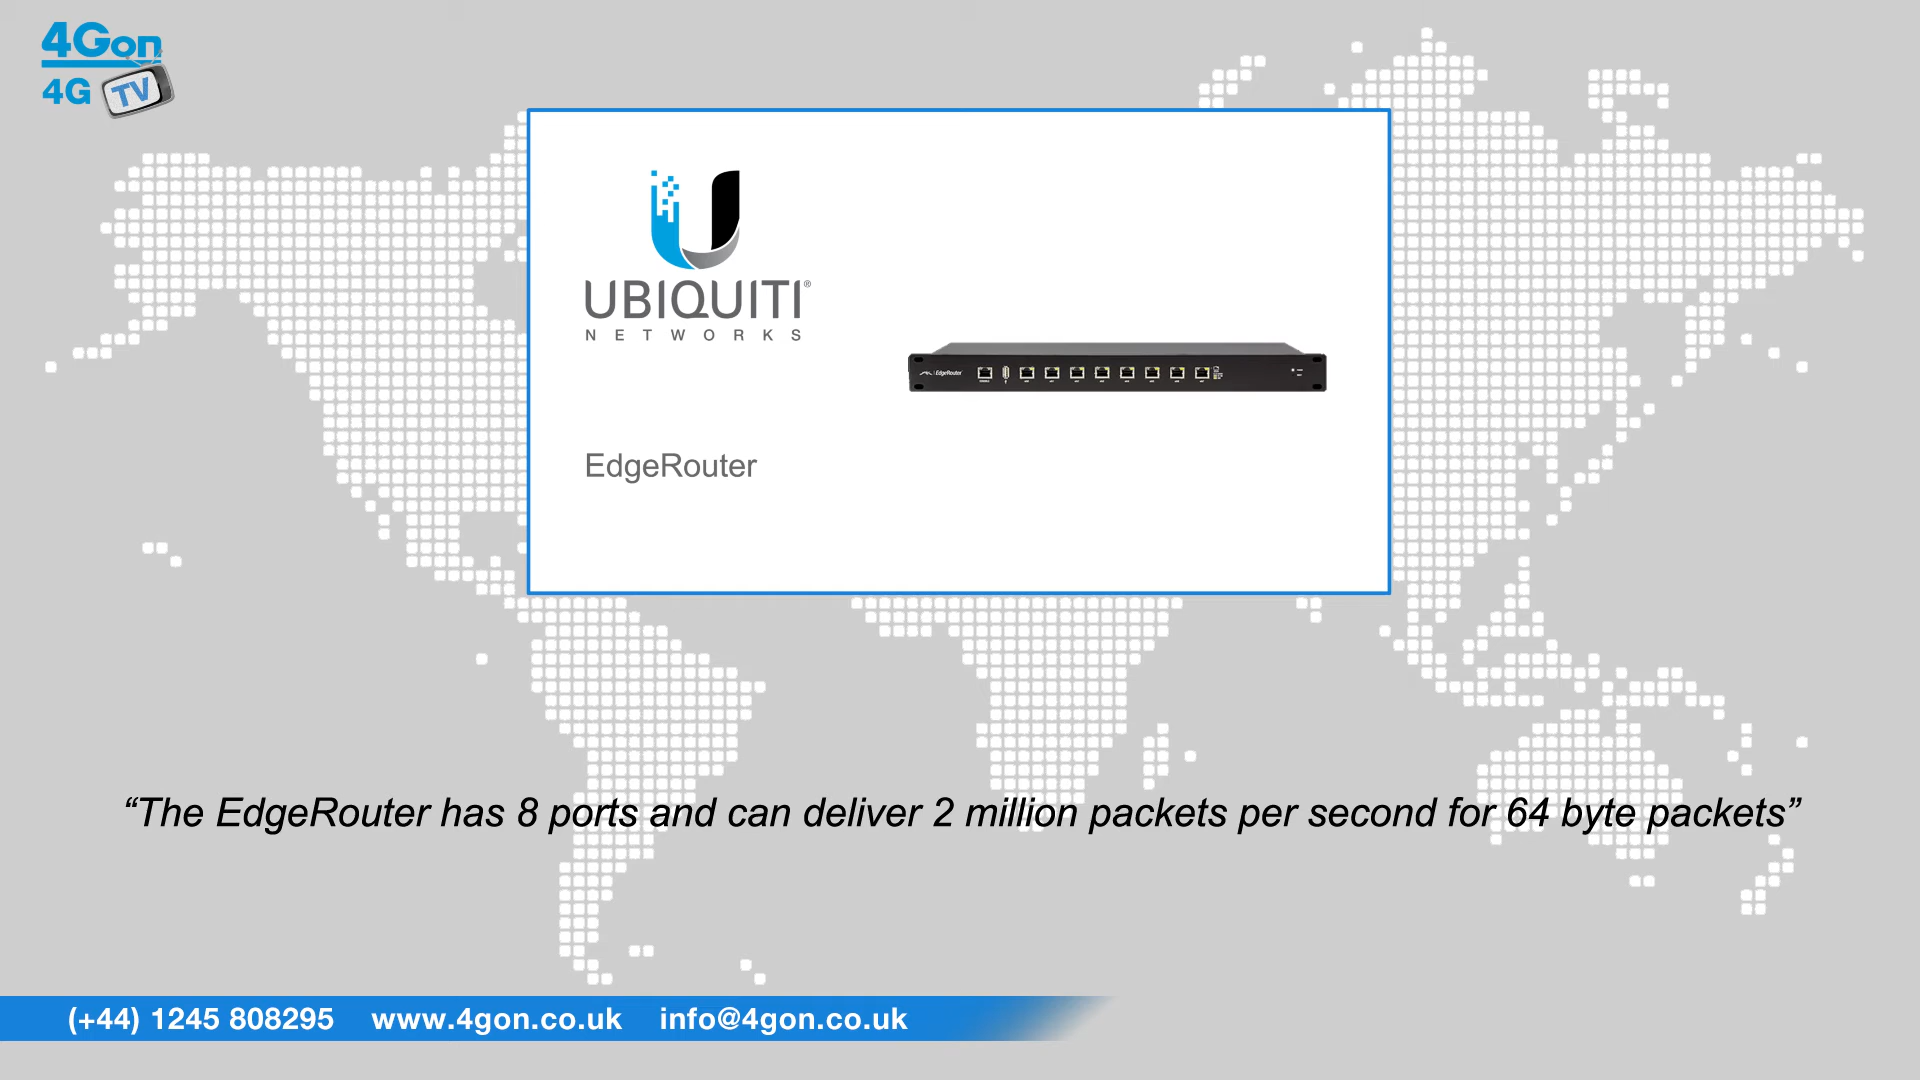 4Gon
4G TV
UBIQUITI®
NETWORKS
EdgeRouter
EdgeRouter
“The EdgeRouter has 8 ports and can deliver 2 million packets per second for 64 byte packets”
(+44) 1245 808295 www.4gon.co.uk info@4gon.co.uk